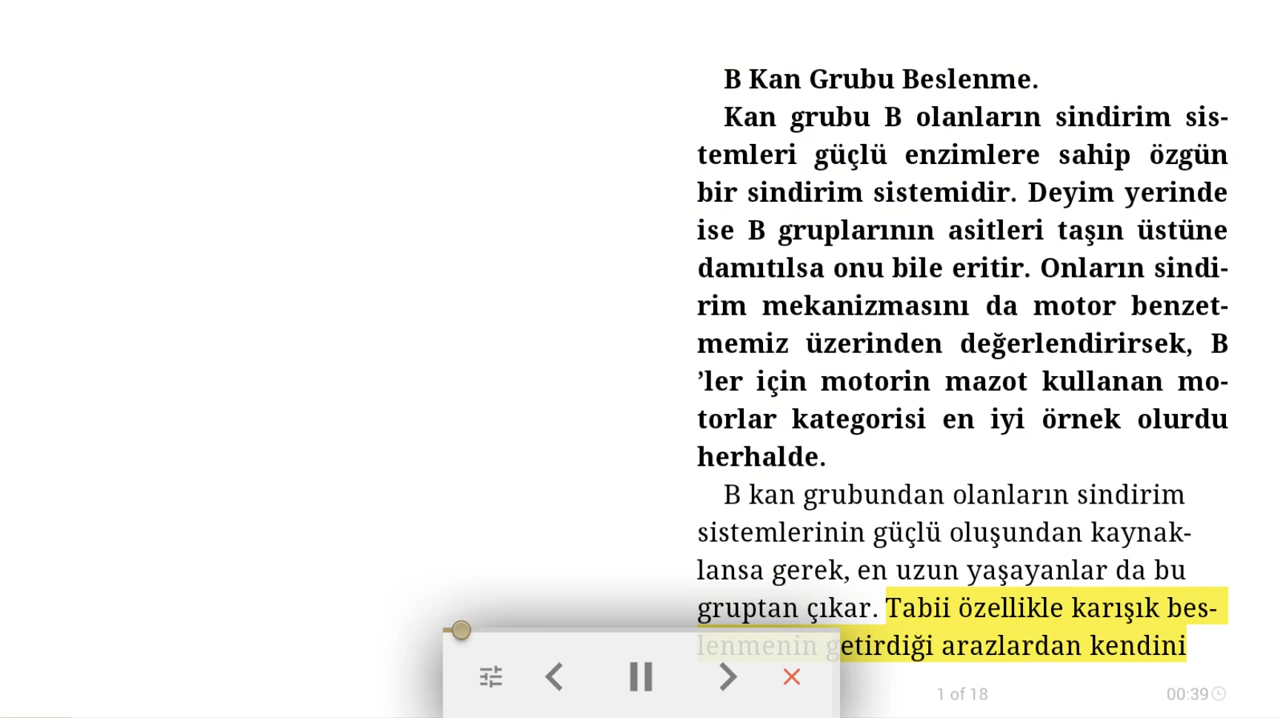 B Kan Grubu Beslenme.
Kan grubu B olanların sindirim sis-
temleri güçlü enzimlere sahip özgün
bir sindirim sistemidir. Deyim yerinde
ise B gruplarının asitleri taşın üstüne
damıtılsa onu bile eritir. Onların sindi-
rim mekanizmasını da motor benzet-
memiz üzerinden değerlendirirsek, B
’ler için motorin mazot kullanan mo-
torlar kategorisi en iyi örnek olurdu
herhalde.
B kan grubundan olanların sindirim
sistemlerinin güçlü oluşundan kaynak-
lansa gerek, en uzun yaşayanlar da bu
gruptan çıkar. Tabii özellikle karışık bes-
lenmenin getirdiği arazlardan kendini
1 of 18
00:39